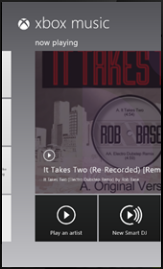 xbox music
now playing
IT TAKES
ROB BASE
It Takes Two (Re Recorded) [Rem
A. Original Vers
Play an artist
New Smart DJ